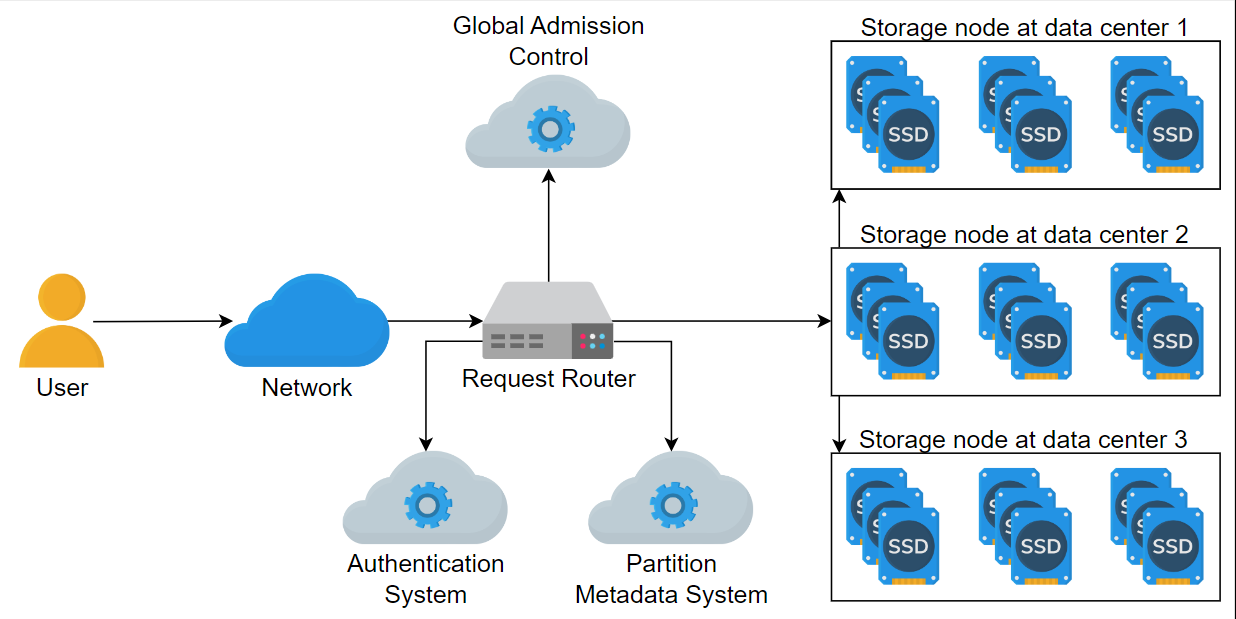 Global Admission
Control
Storage node at data center 1
SSD SSD SSD
Storage node at data center 2
SSD SSD SSD
User
Network
Request Router
Storage node at data center 3
SSD SSD SSD
Authentication
System
Partition
Metadata System